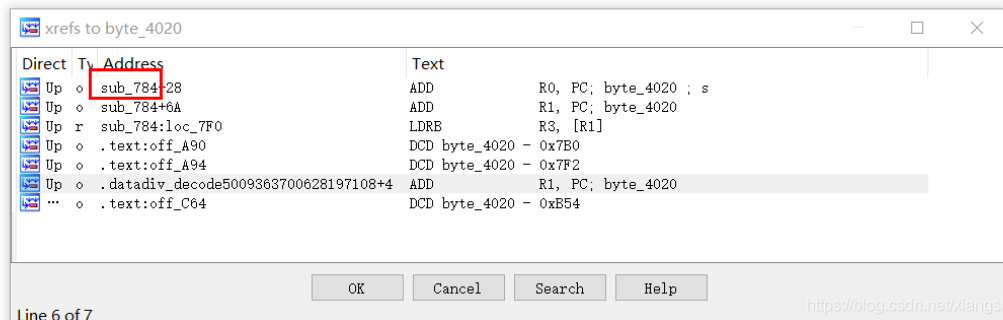 xrefs to byte_4020
Direct Ty Address Text
Up o sub_784+28 ADD R0, PC; byte_4020 ; s
Up o sub_784+6A ADD R1, PC; byte_4020
Up r sub_784:loc_7F0 LDRB R3, [R1]
Up o .text:off_A90 DCD byte_4020 - 0x7B0
Up o .text:off_A94 DCD byte_4020 - 0x7F2
Up o .datadiv_decode5009363700628197108+4 ADD R1, PC; byte_4020
... o .text:off_C64 DCD byte_4020 - 0xB54
OK Cancel Search Help
Line 6 of 7
https://blog.csdn.net/xiangs